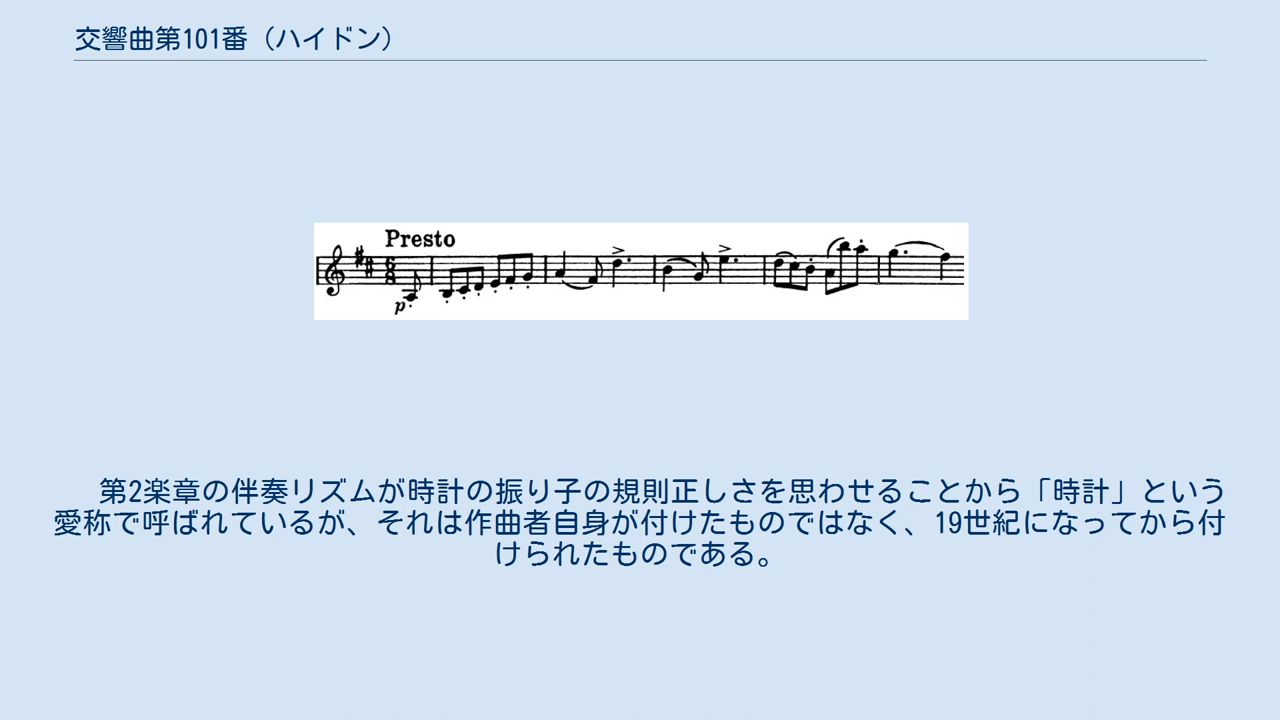 交響曲第101番（ハイドン）
Presto
6
8
p
第2楽章の伴奏リズムが時計の振り子の規則正しさを思わせることから「時計」という
愛称で呼ばれているが、それは作曲者自身が付けたものではなく、19世紀になってから付
けられたものである。